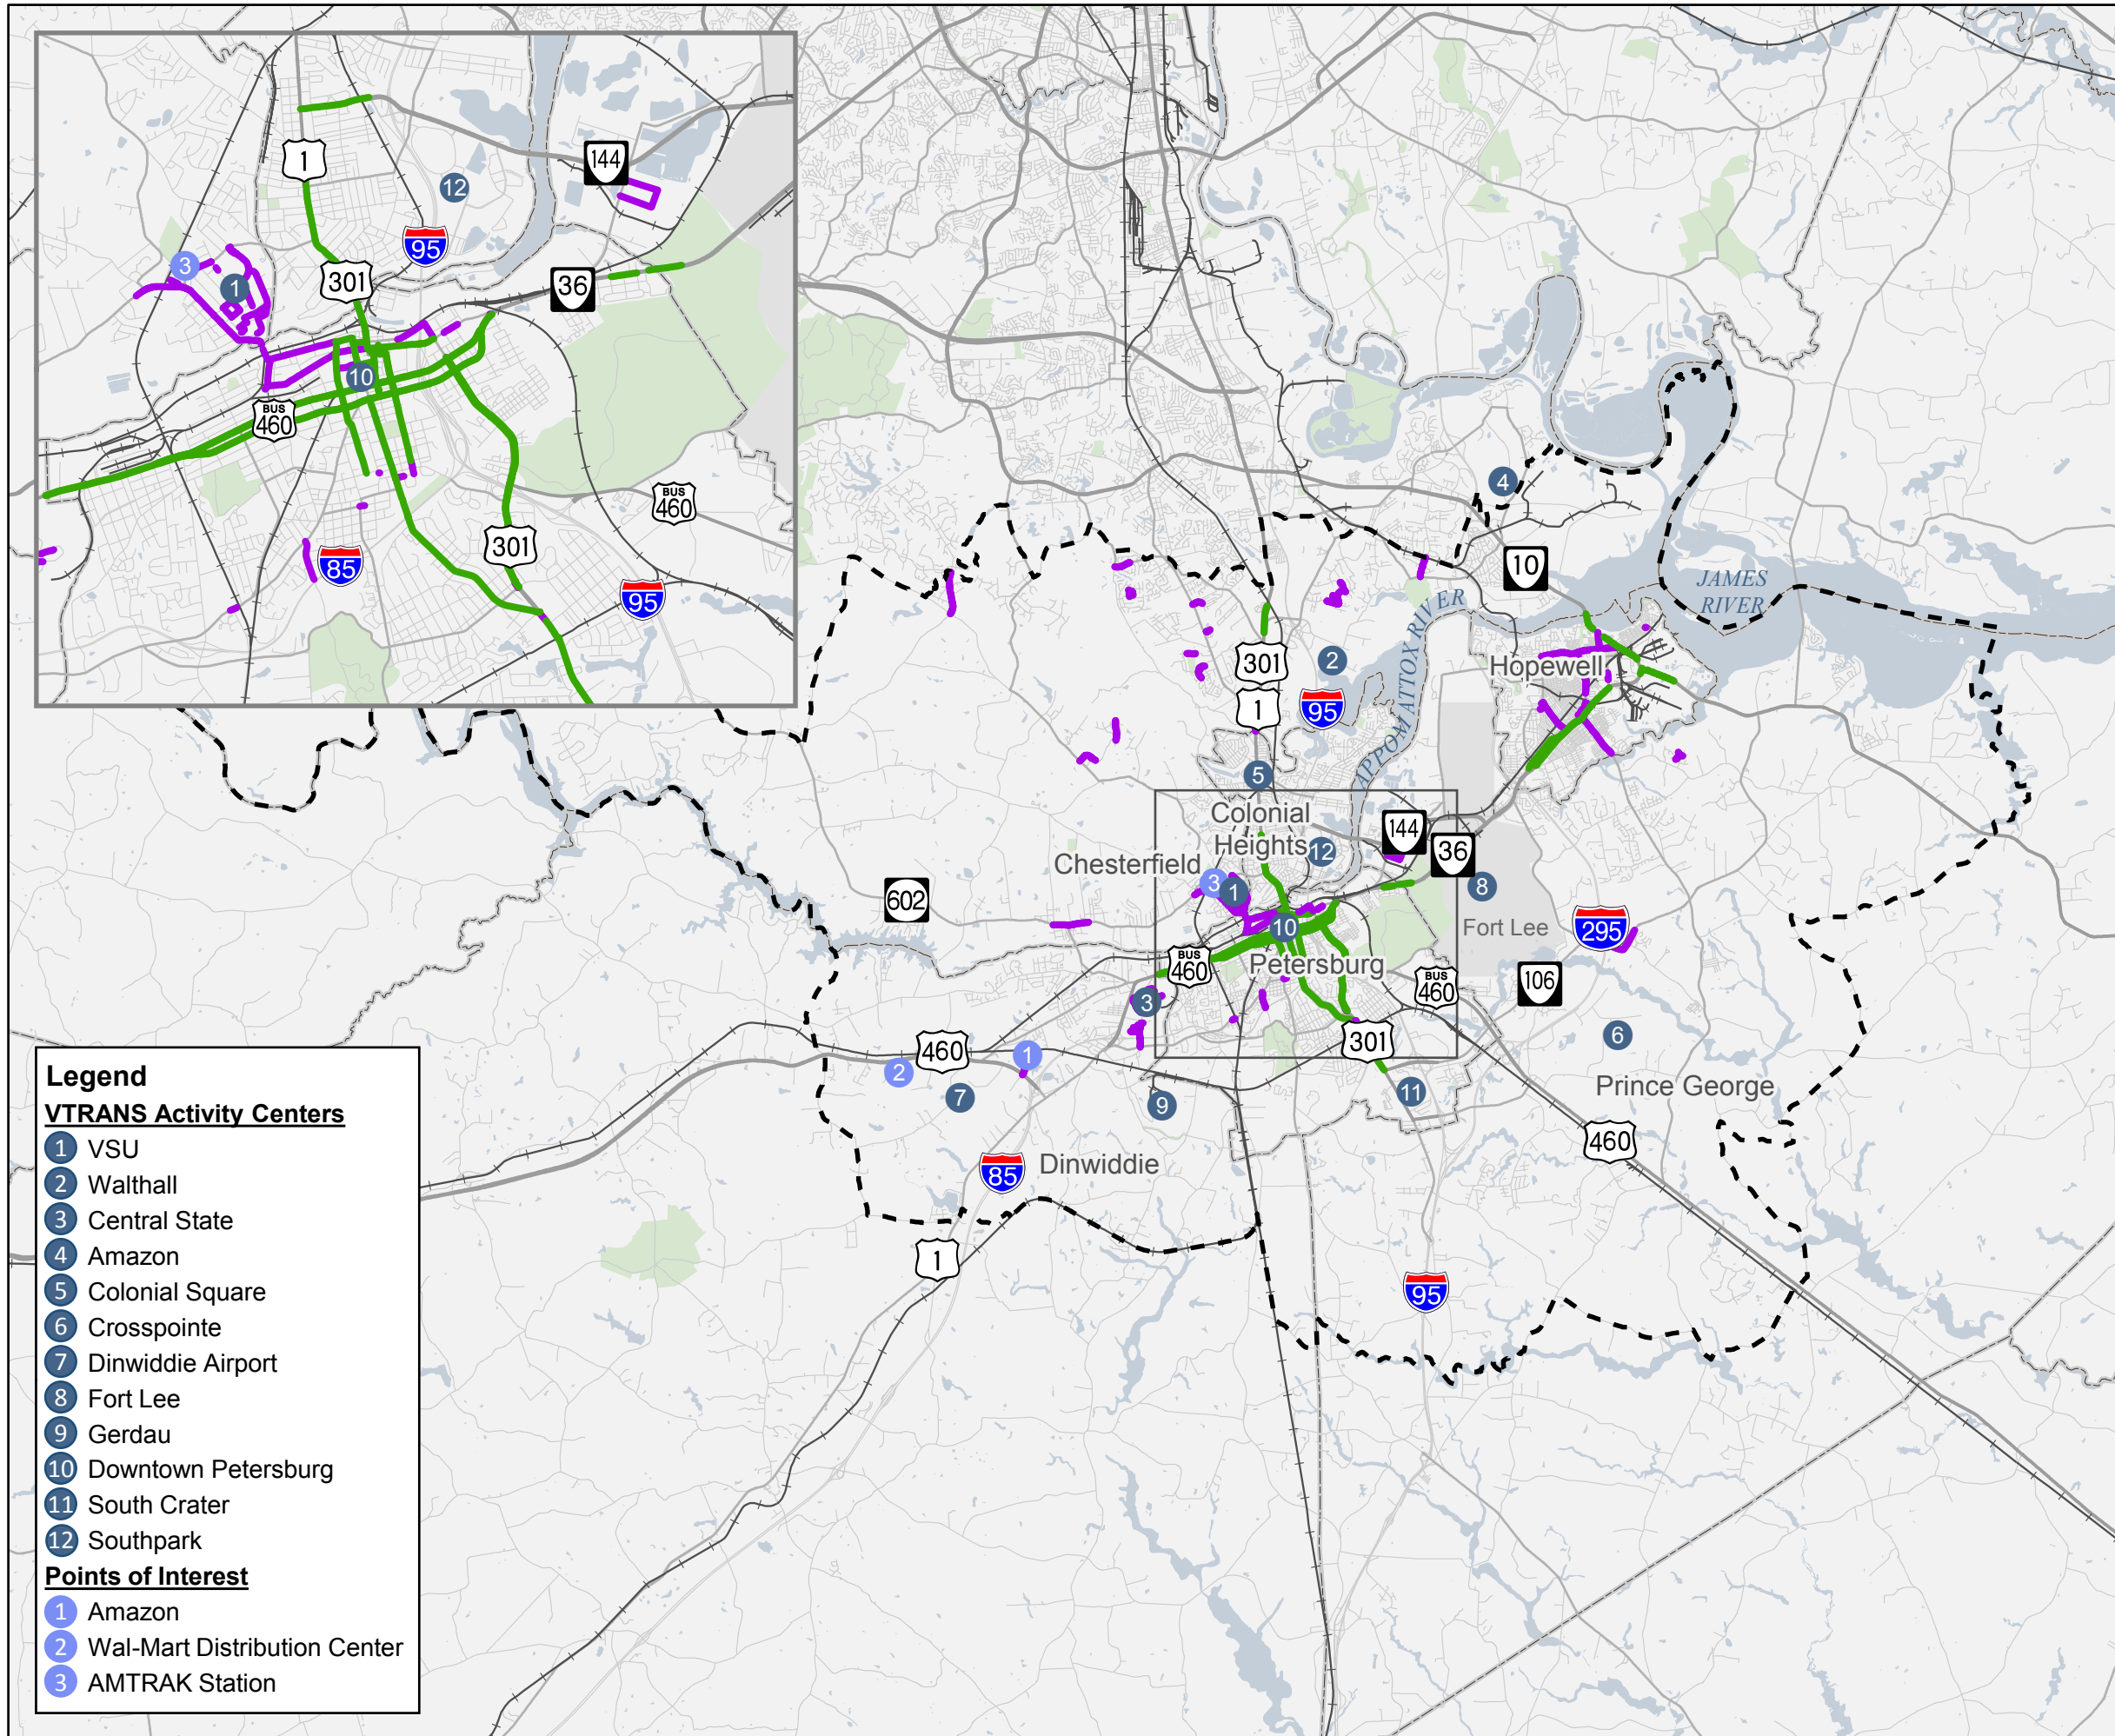 1
144
12
95
3
1
301
36
10
BUS
460
BUS
460
301
85
95
4
10
JAMES
RIVER
APPOMATTOX RIVER
301
2
Hopewell
1
95
5
Colonial
Heights
144
12
36
Chesterfield
3
1
8
602
10
Fort Lee
295
BUS
460
Petersburg
BUS
460
106
3
301
6
460
1
2
7
9
11
Prince George
460
85
Dinwiddie
1
95
Legend
VTRANS Activity Centers
1 VSU
2 Walthall
3 Central State
4 Amazon
5 Colonial Square
6 Crosspointe
7 Dinwiddie Airport
8 Fort Lee
9 Gerdau
10 Downtown Petersburg
11 South Crater
12 Southpark
Points of Interest
1 Amazon
2 Wal-Mart Distribution Center
3 AMTRAK Station